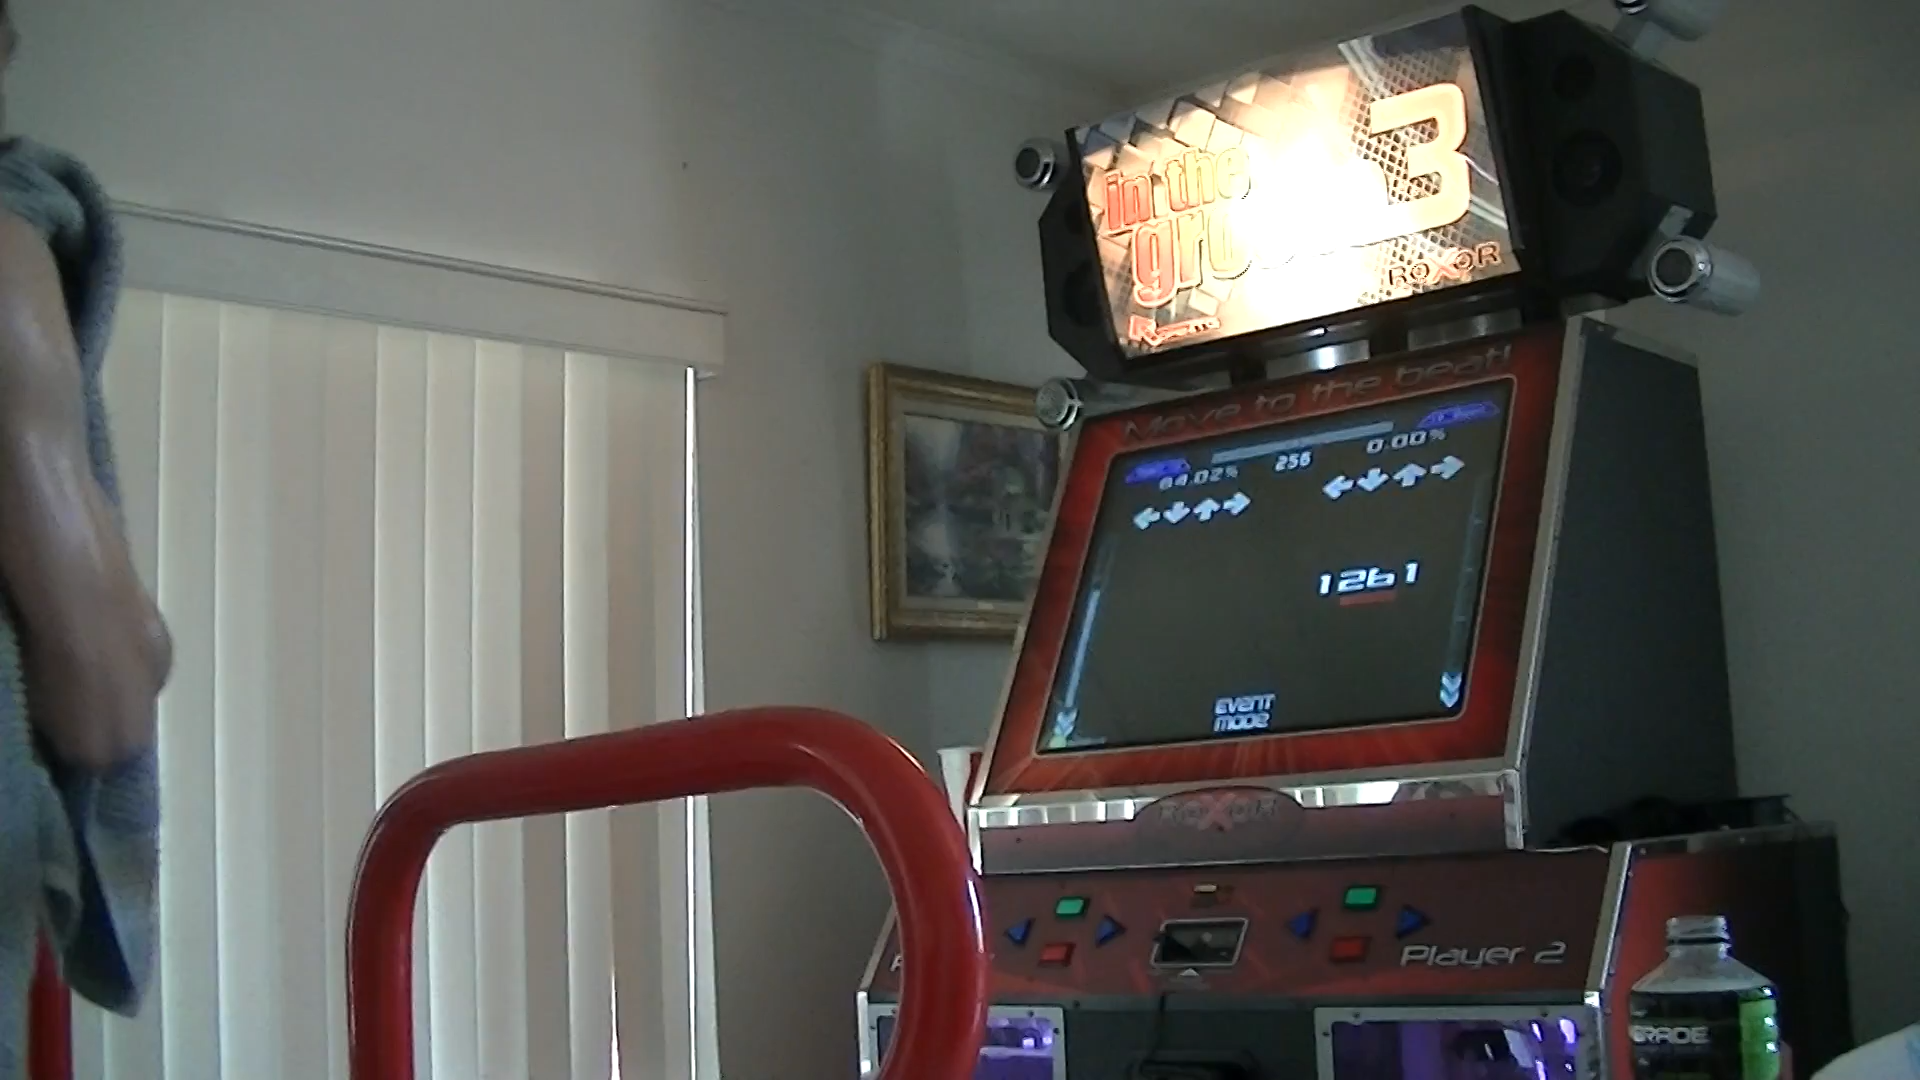 in the
3
ROXOR
Move to the beat!
0.00%
84.02%
256
1261
EVENT
MODE
ROXOR
Player 2